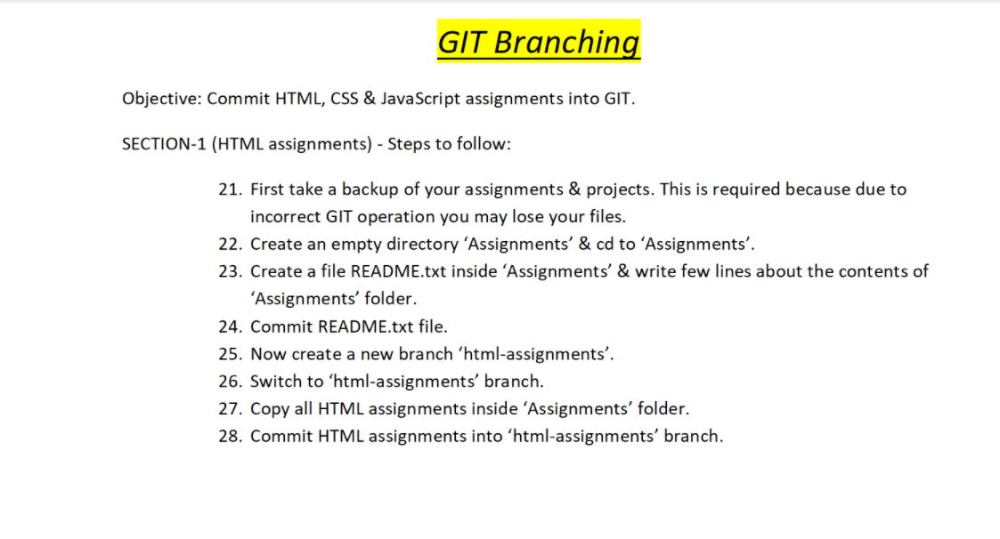 GIT Branching
Objective: Commit HTML, CSS & JavaScript assignments into GIT.
SECTION-1 (HTML assignments) - Steps to follow:
21. First take a backup of your assignments & projects. This is required because due to
incorrect GIT operation you may lose your files.
22. Create an empty directory ‘Assignments’ & cd to ‘Assignments’.
23. Create a file README.txt inside ‘Assignments’ & write few lines about the contents of
‘Assignments’ folder.
24. Commit README.txt file.
25. Now create a new branch ‘html-assignments’.
26. Switch to ‘html-assignments’ branch.
27. Copy all HTML assignments inside ‘Assignments’ folder.
28. Commit HTML assignments into ‘html-assignments’ branch.